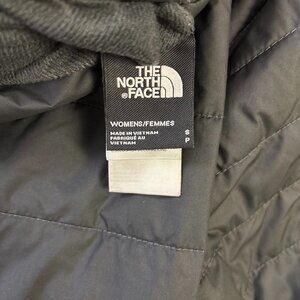 THE
NORTH
FACE
WOMENS/FEMMES
MADE IN VIETNAM
FABRIQUÉ AU
VIETNAM
S
P